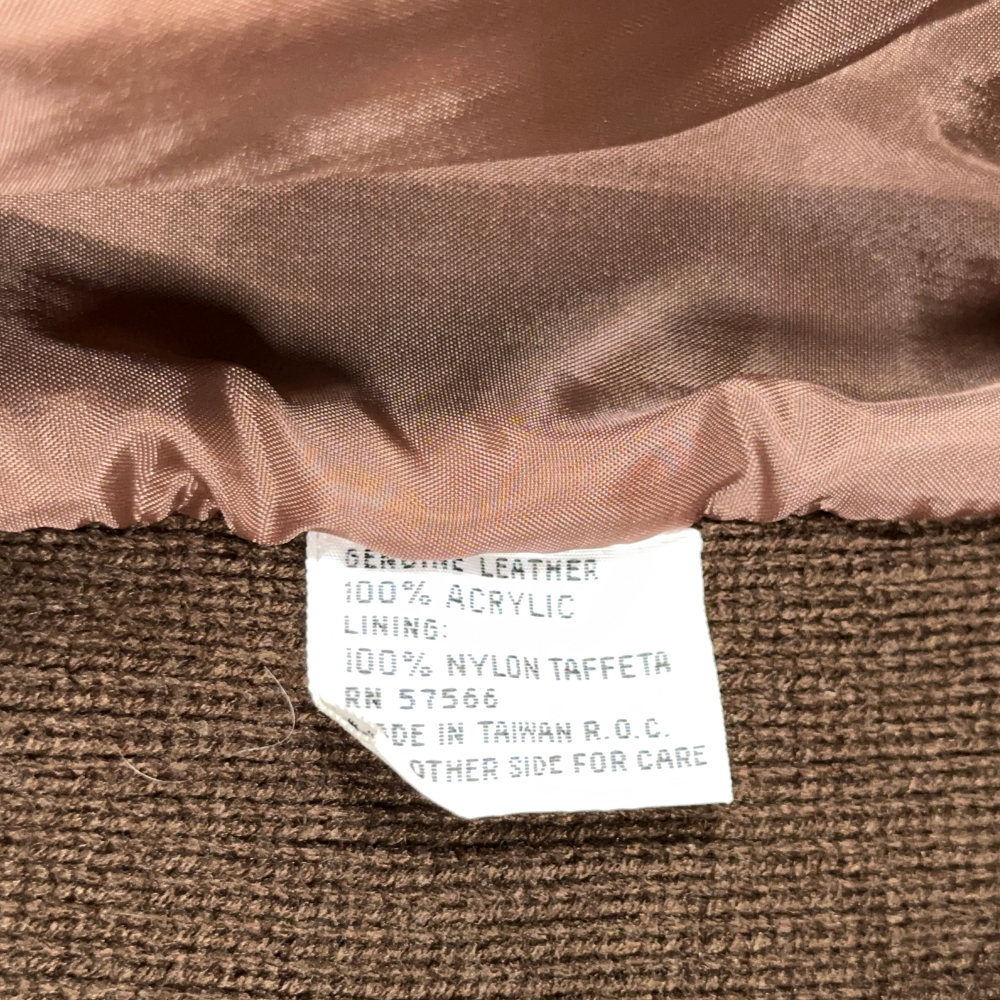 GENUINE LEATHER
100% ACRYLIC
LINING:
100% NYLON TAFFETA
RN 57566
MADE IN TAIWAN R.O.C.
OTHER SIDE FOR CARE